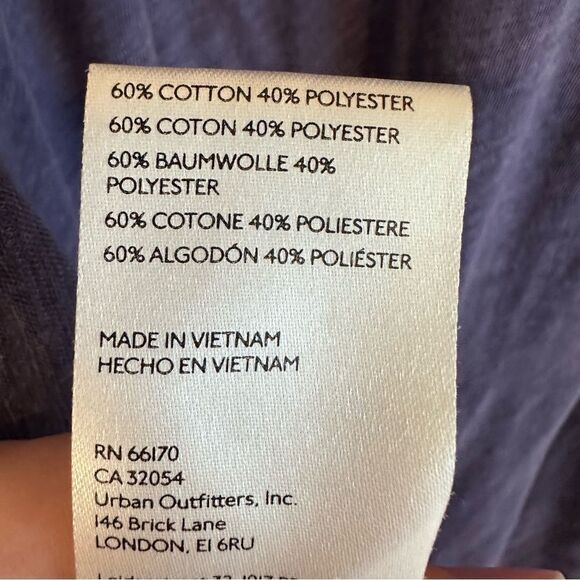 60% COTTON 40% POLYESTER
60% COTON 40% POLYESTER
60% BAUMWOLLE 40%
POLYESTER
60% COTONE 40% POLIESTERE
60% ALGODÓN 40% POLIÉSTER
MADE IN VIETNAM
HECHO EN VIETNAM
RN 66170
CA 32054
Urban Outfitters, Inc.
146 Brick Lane
LONDON, E1 6RU